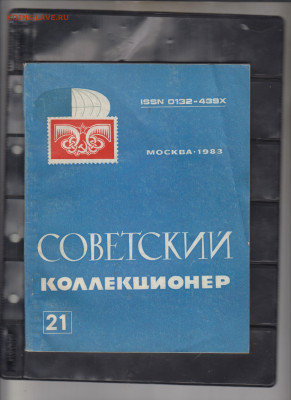 ISSN 0132-439X
МОСКВА·1983
СОВЕТСКИЙ
КОЛЛЕКЦИОНЕР
21